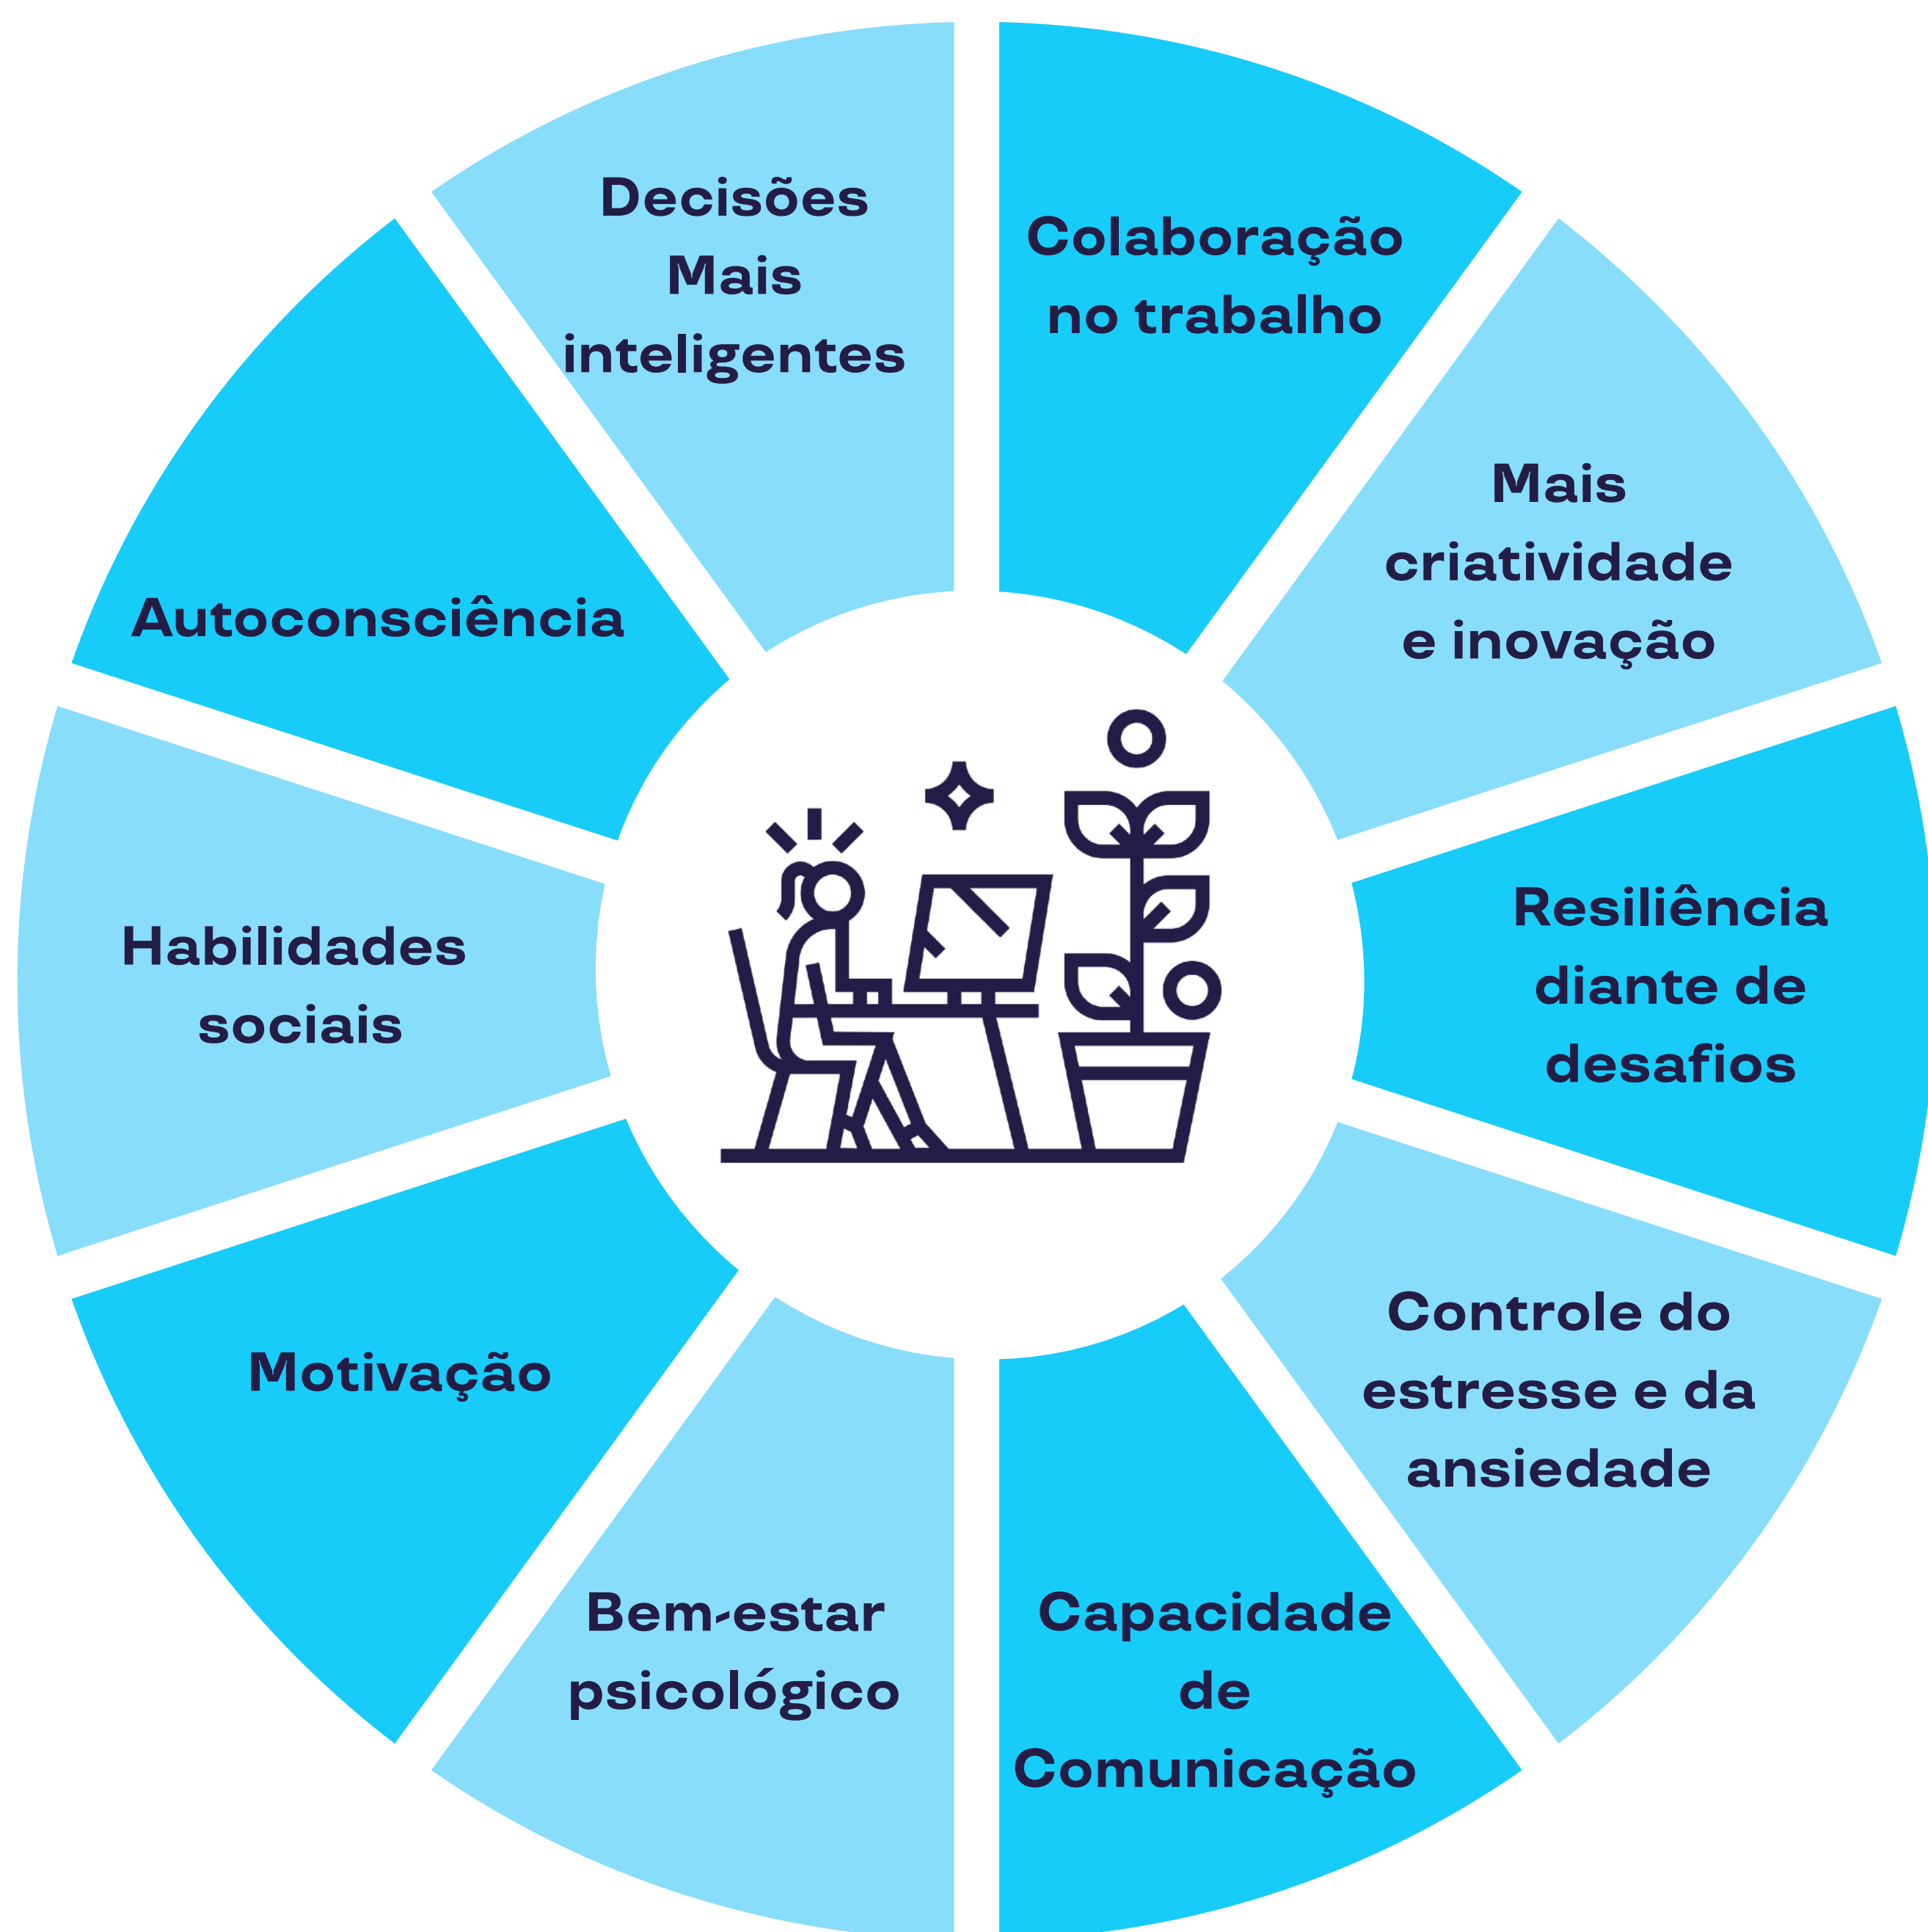 Decisões
Mais
inteligentes
Colaboração
no trabalho
Mais
criatividade
e inovação
Resiliência
diante de
desafios
Controle do
estresse e da
ansiedade
Capacidade
de
Comunicação
Bem-estar
psicológico
Motivação
Habilidades
sociais
Autoconsciência